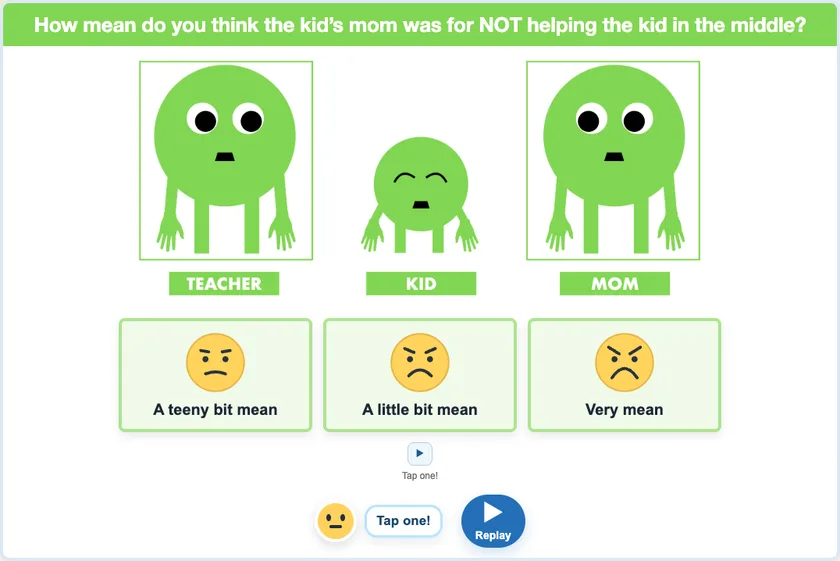 How mean do you think the kid’s mom was for NOT helping the kid in the middle?
TEACHER
KID
MOM
A teeny bit mean
A little bit mean
Very mean
Tap one!
Tap one!
Replay